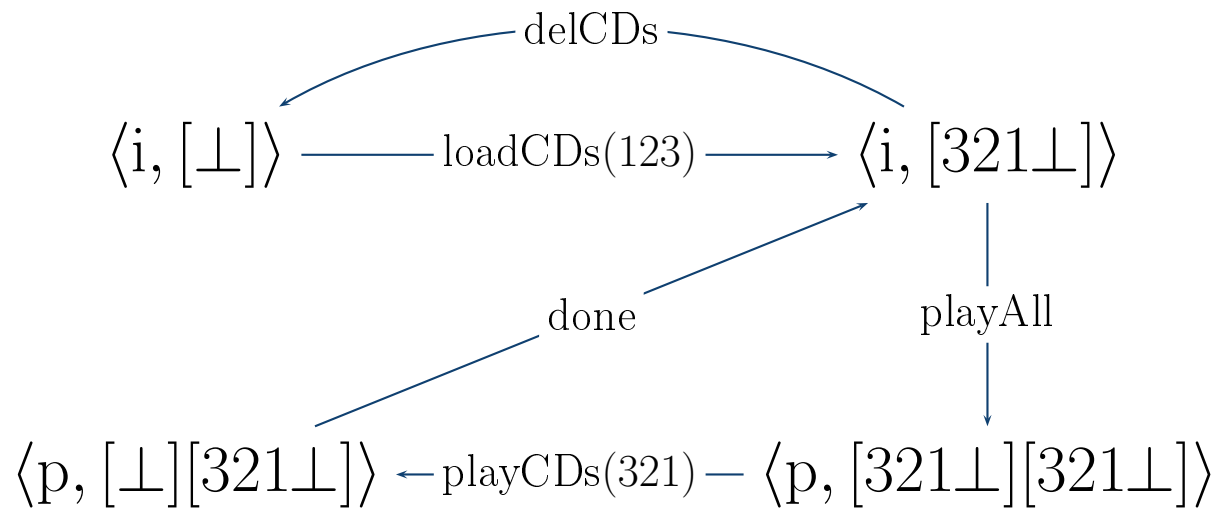 delCDs
⟨i, [⊥]⟩ loadCDs(123) ⟨i, [321⊥]⟩
done playAll
⟨p, [⊥][321⊥]⟩ playCDs(321) ⟨p, [321⊥][321⊥]⟩